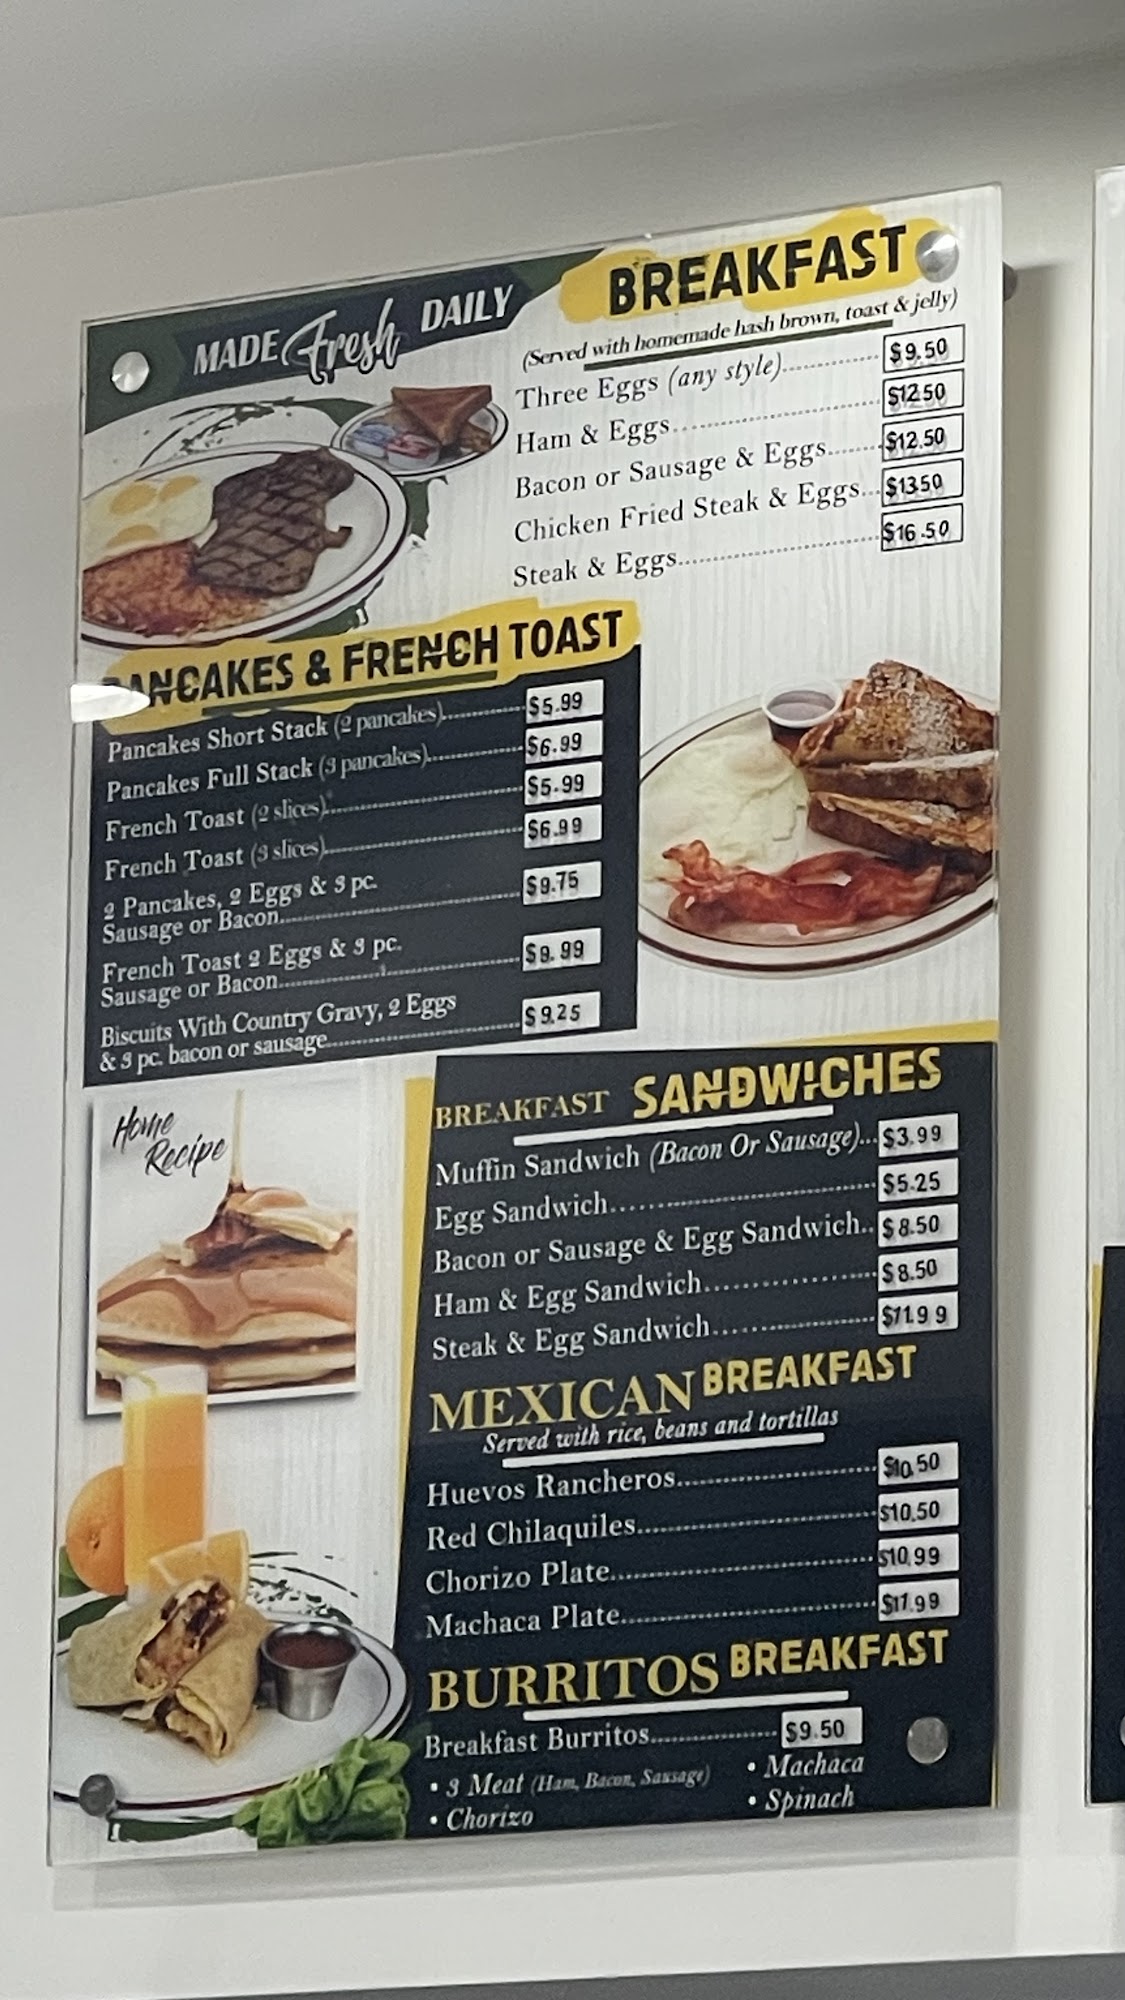 MADE Fresh DAILY
BREAKFAST
(Served with homemade hash brown, toast & jelly)
Three Eggs (any style)........... $9.50
Ham & Eggs........... $12.50
Bacon or Sausage & Eggs........... $12.50
Chicken Fried Steak & Eggs... $13.50
Steak & Eggs........... $16.50
PANCAKES & FRENCH TOAST
Pancakes Short Stack (2 pancakes)........... $5.99
Pancakes Full Stack (3 pancakes)........... $6.99
French Toast (2 slices)........... $5.99
French Toast (3 slices)........... $6.99
2 Pancakes, 2 Eggs & 3 pc.
Sausage or Bacon........... $9.75
French Toast 2 Eggs & 3 pc.
Sausage or Bacon........... $9.99
Biscuits With Country Gravy, 2 Eggs
& 3 pc. bacon or sausage........... $9.25
Home
Recipe
BREAKFAST SANDWICHES
Muffin Sandwich (Bacon Or Sausage)... $3.99
Egg Sandwich........... $5.25
Bacon or Sausage & Egg Sandwich.. $8.50
Ham & Egg Sandwich........... $8.50
Steak & Egg Sandwich........... $11.99
MEXICAN BREAKFAST
Served with rice, beans and tortillas
Huevos Rancheros........... $10.50
Red Chilaquiles........... $10.50
Chorizo Plate........... $10.99
Machaca Plate........... $11.99
BURRITOS BREAKFAST
Breakfast Burritos........... $9.50
• 3 Meat (Ham, Bacon, Sausage)
• Machaca
• Chorizo
• Spinach